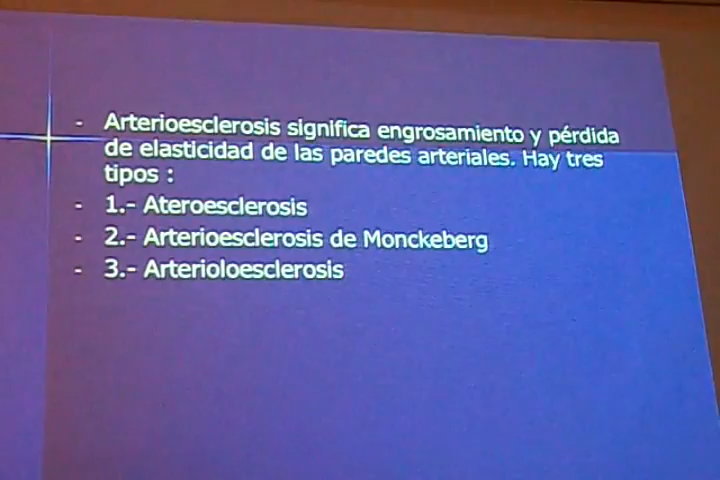 - Arterioesclerosis significa engrosamiento y pérdida
de elasticidad de las paredes arteriales. Hay tres
tipos :
- 1.- Ateroesclerosis
- 2.- Arterioesclerosis de Monckeberg
- 3.- Arterioloesclerosis